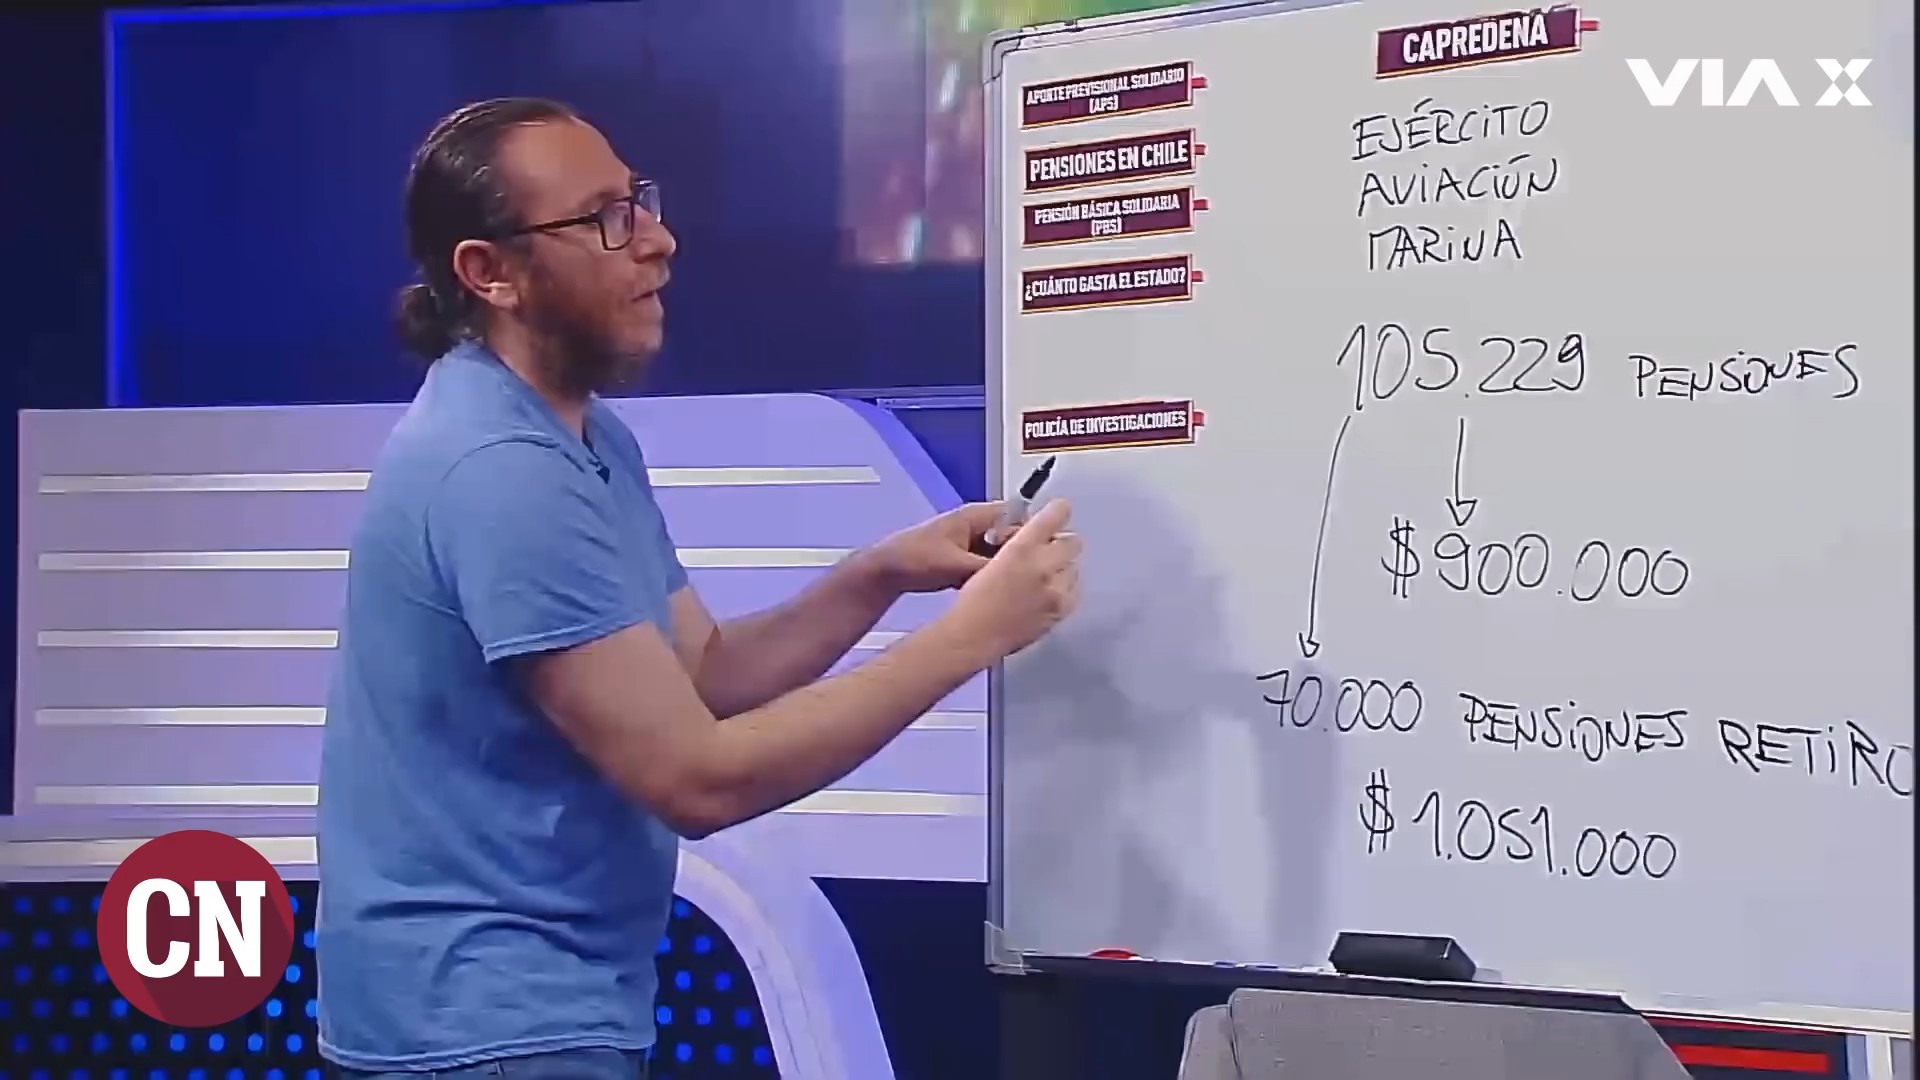 CAPREDENA
VIA X
APORTE PREVISIONAL SOLIDARIO
(APS)
PENSIONES EN CHILE
PENSIÓN BÁSICA SOLIDARIA
(PBS)
¿CUÁNTO GASTA EL ESTADO?
POLICÍA DE INVESTIGACIONES
EJÉRCITO
AVIACIÓN
MARINA
105.229 PENSIONES
$900.000
70.000 PENSIONES RETIRO
$1.051.000
CN